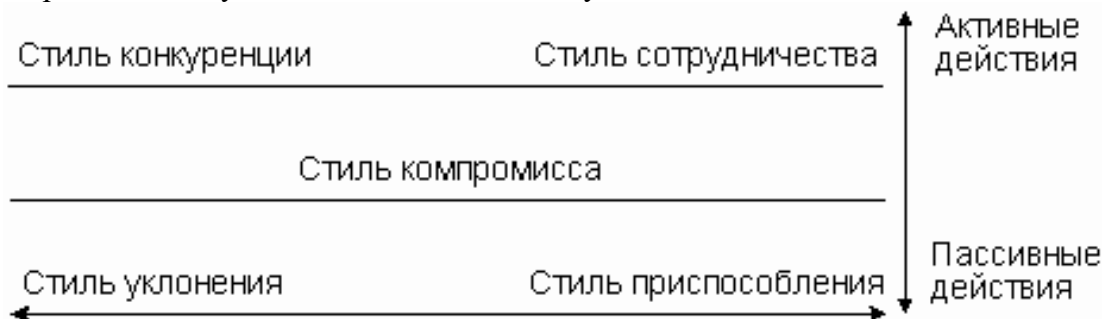 Стиль конкуренции Стиль сотрудничества Активные действия
Стиль компромисса
Стиль уклонения Стиль приспособления Пассивные действия